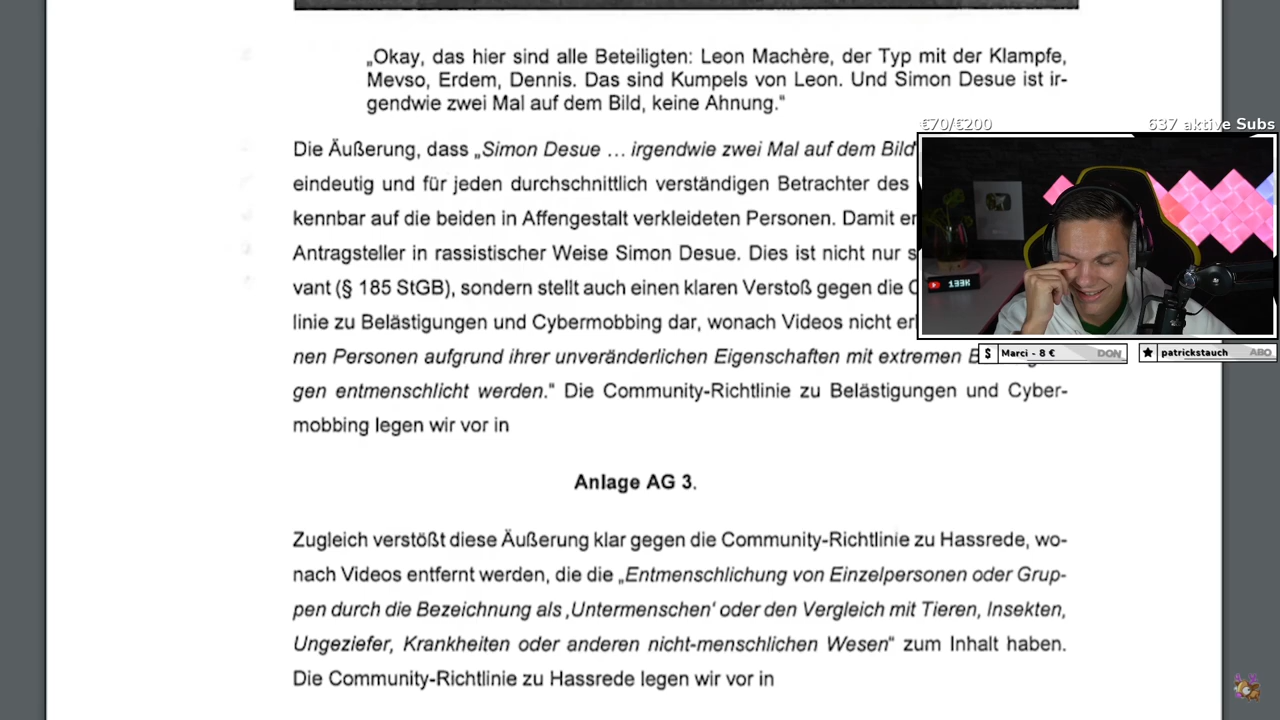 „Okay, das hier sind alle Beteiligten: Leon Machère, der Typ mit der Klampfe,
Mevso, Erdem, Dennis. Das sind Kumpels von Leon. Und Simon Desue ist ir-
gendwie zwei Mal auf dem Bild, keine Ahnung."
€70/€200
637 aktive Subs
Die Äußerung, dass „Simon Desue … irgendwie zwei Mal auf dem Bild
eindeutig und für jeden durchschnittlich verständigen Betrachter des
kennbar auf die beiden in Affengestalt verkleideten Personen. Damit
Antragsteller in rassistischer Weise Simon Desue. Dies ist nicht nur
vant (§ 185 StGB), sondern stellt auch einen klaren Verstoß gegen die
133K
linie zu Belästigungen und Cybermobbing dar, wonach Videos nicht
nen Personen aufgrund ihrer unveränderlichen Eigenschaften mit extremen
$ Marci - 8 € DON
patrickstauch ABO
gen entmenschlicht werden." Die Community-Richtlinie zu Belästigungen und Cyber-
mobbing legen wir vor in
Anlage AG 3.
Zugleich verstößt diese Äußerung klar gegen die Community-Richtlinie zu Hassrede, wo-
nach Videos entfernt werden, die die „Entmenschlichung von Einzelpersonen oder Grup-
pen durch die Bezeichnung als ‚Untermenschen' oder den Vergleich mit Tieren, Insekten,
Ungeziefer, Krankheiten oder anderen nicht-menschlichen Wesen" zum Inhalt haben.
Die Community-Richtlinie zu Hassrede legen wir vor in